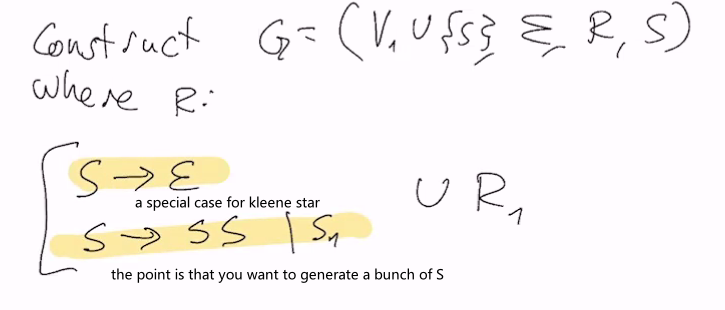 Construct G = (V₁ ∪ {S}, Σ, R, S)
where R:
S → ε
a special case for kleene star
∪ R₁
S → S S | S₁
the point is that you want to generate a bunch of S